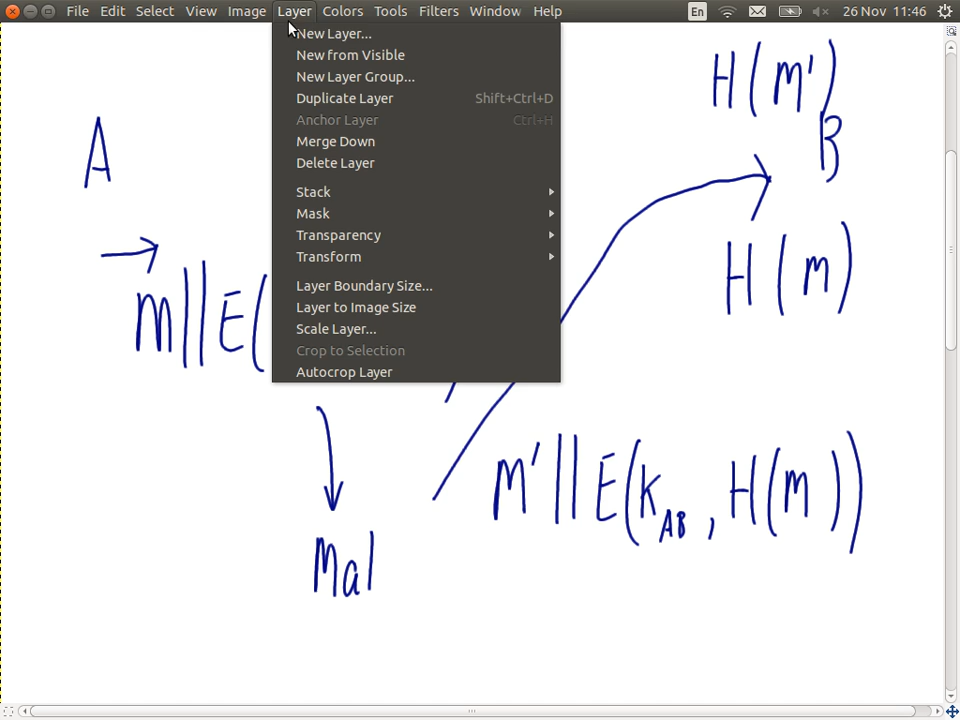 File Edit Select View Image Layer Colors Tools Filters Window Help En 26 Nov 11:46
New Layer...
New from Visible
New Layer Group...
Duplicate Layer Shift+Ctrl+D
Anchor Layer Ctrl+H
Merge Down
Delete Layer
Stack
Mask
Transparency
Transform
Layer Boundary Size...
Layer to Image Size
Scale Layer...
Crop to Selection
Autocrop Layer
H(M')
A
B
H(M)
M||E(
M'||E(K_AB, H(M))
Mal